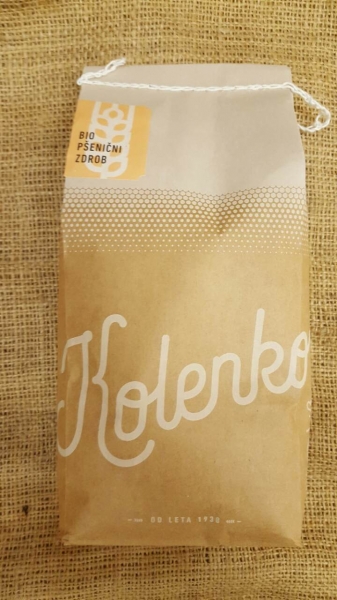 BIO
PŠENIČNI
ZDROB
Kolenko
OD LETA 1930